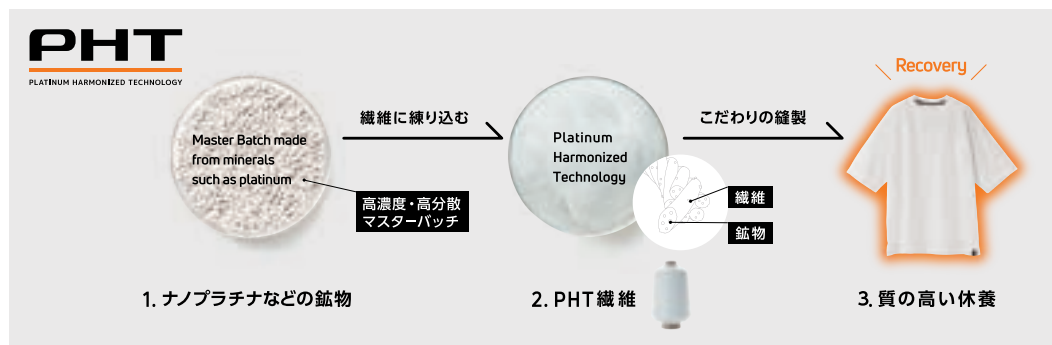 PHT
PLATINUM HARMONIZED TECHNOLOGY
Master Batch made
from minerals
such as platinum
高濃度・高分散
マスターバッチ
1. ナノプラチナなどの鉱物
繊維に練り込む
Platinum
Harmonized
Technology
繊維
鉱物
2. PHT繊維
こだわりの縫製
Recovery
3. 質の高い休養